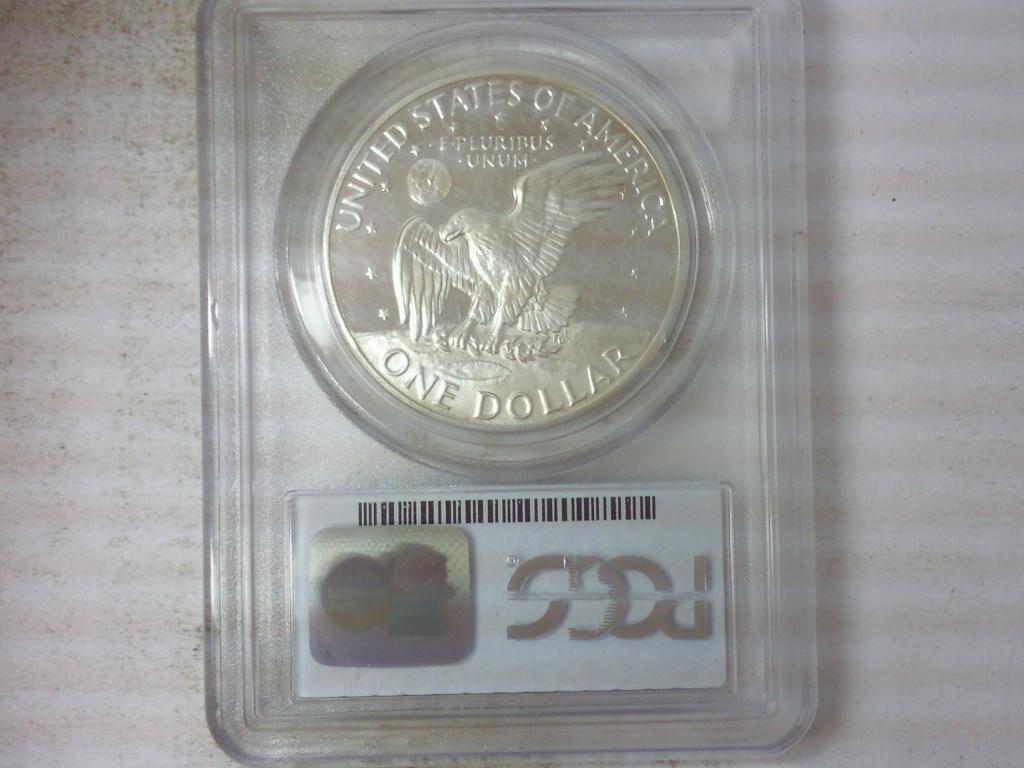 UNITED STATES OF AMERICA
· E · PLURIBUS
· UNUM ·
ONE DOLLAR
PCGS